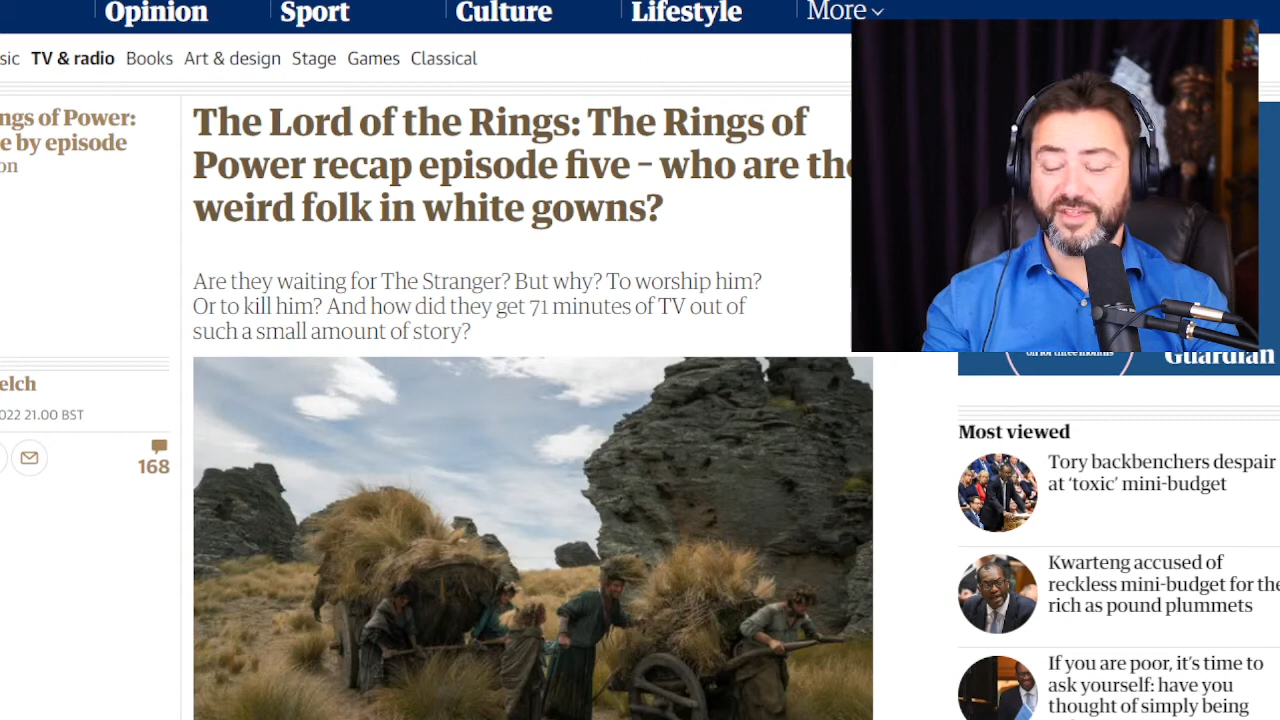 Opinion
Sport
Culture
Lifestyle
More
sic
TV & radio
Books
Art & design
Stage
Games
Classical
ngs of Power:
e by episode
on
The Lord of the Rings: The Rings of
Power recap episode five – who are the
weird folk in white gowns?
Are they waiting for The Stranger? But why? To worship him?
Or to kill him? And how did they get 71 minutes of TV out of
such a small amount of story?
elch
022 21.00 BST
168
on for three months
Guardian
Most viewed
Tory backbenchers despair
at ‘toxic’ mini-budget
Kwarteng accused of
reckless mini-budget for the
rich as pound plummets
If you are poor, it’s time to
ask yourself: have you
thought of simply being